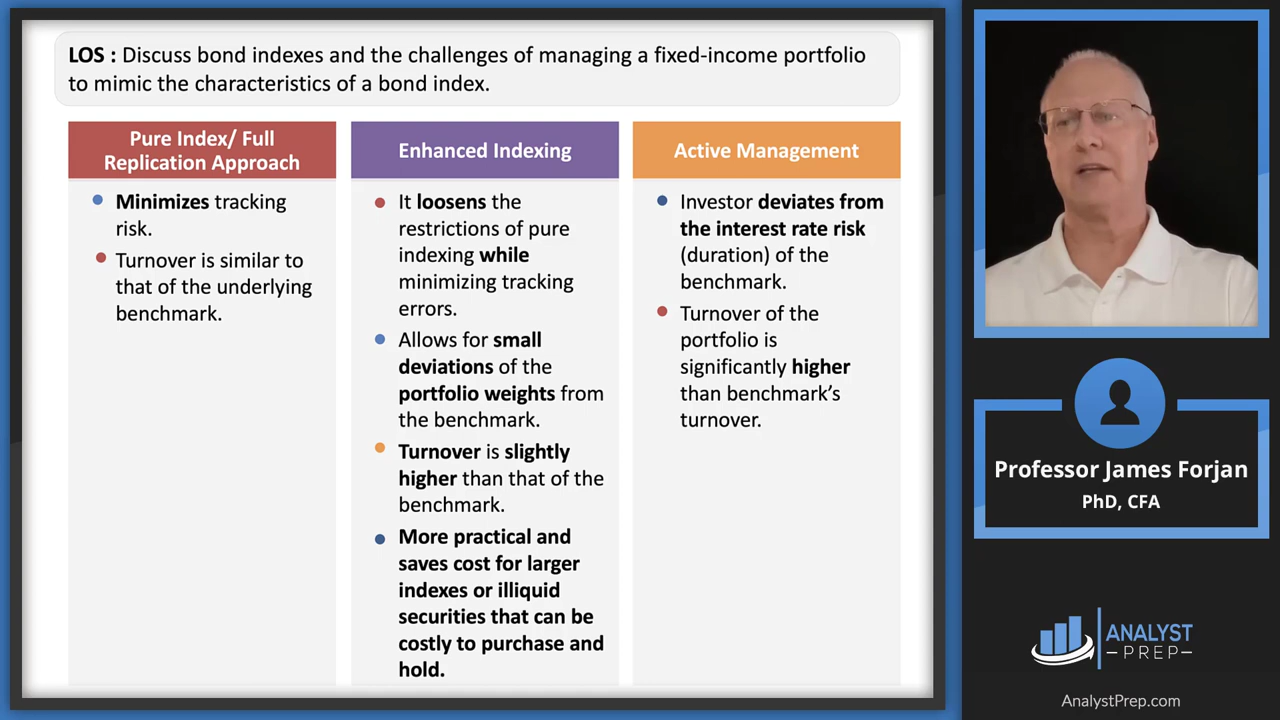 LOS : Discuss bond indexes and the challenges of managing a fixed-income portfolio
to mimic the characteristics of a bond index.
Pure Index/ Full
Replication Approach
Minimizes tracking
risk.
Turnover is similar to
that of the underlying
benchmark.
Enhanced Indexing
It loosens the
restrictions of pure
indexing while
minimizing tracking
errors.
Allows for small
deviations of the
portfolio weights from
the benchmark.
Turnover is slightly
higher than that of the
benchmark.
More practical and
saves cost for larger
indexes or illiquid
securities that can be
costly to purchase and
hold.
Active Management
Investor deviates from
the interest rate risk
(duration) of the
benchmark.
Turnover of the
portfolio is
significantly higher
than benchmark’s
turnover.
Professor James Forjan
PhD, CFA
ANALYST
PREP
AnalystPrep.com